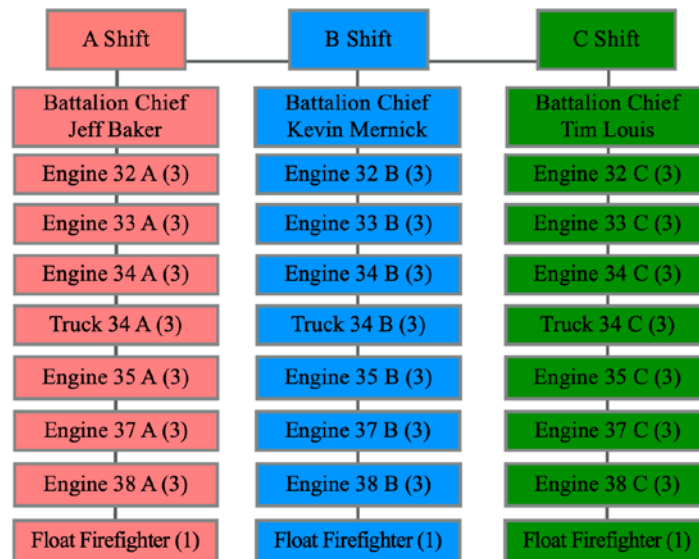 A Shift
B Shift
C Shift
Battalion Chief
Jeff Baker
Battalion Chief
Kevin Mernick
Battalion Chief
Tim Louis
Engine 32 A (3)
Engine 32 B (3)
Engine 32 C (3)
Engine 33 A (3)
Engine 33 B (3)
Engine 33 C (3)
Engine 34 A (3)
Engine 34 B (3)
Engine 34 C (3)
Truck 34 A (3)
Truck 34 B (3)
Truck 34 C (3)
Engine 35 A (3)
Engine 35 B (3)
Engine 35 C (3)
Engine 37 A (3)
Engine 37 B (3)
Engine 37 C (3)
Engine 38 A (3)
Engine 38 B (3)
Engine 38 C (3)
Float Firefighter (1)
Float Firefighter (1)
Float Firefighter (1)